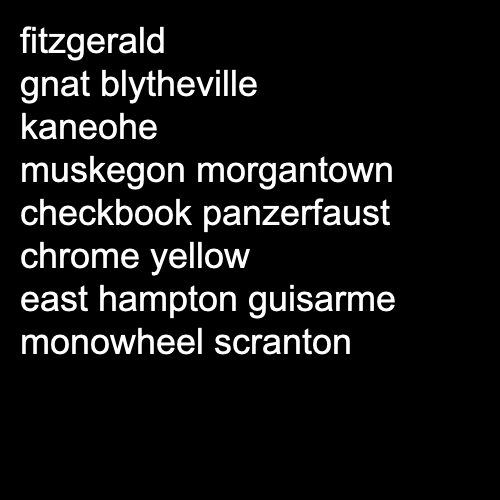 fitzgerald
gnat blytheville
kaneohe
muskegon morgantown
checkbook panzerfaust
chrome yellow
east hampton guisarme
monowheel scranton